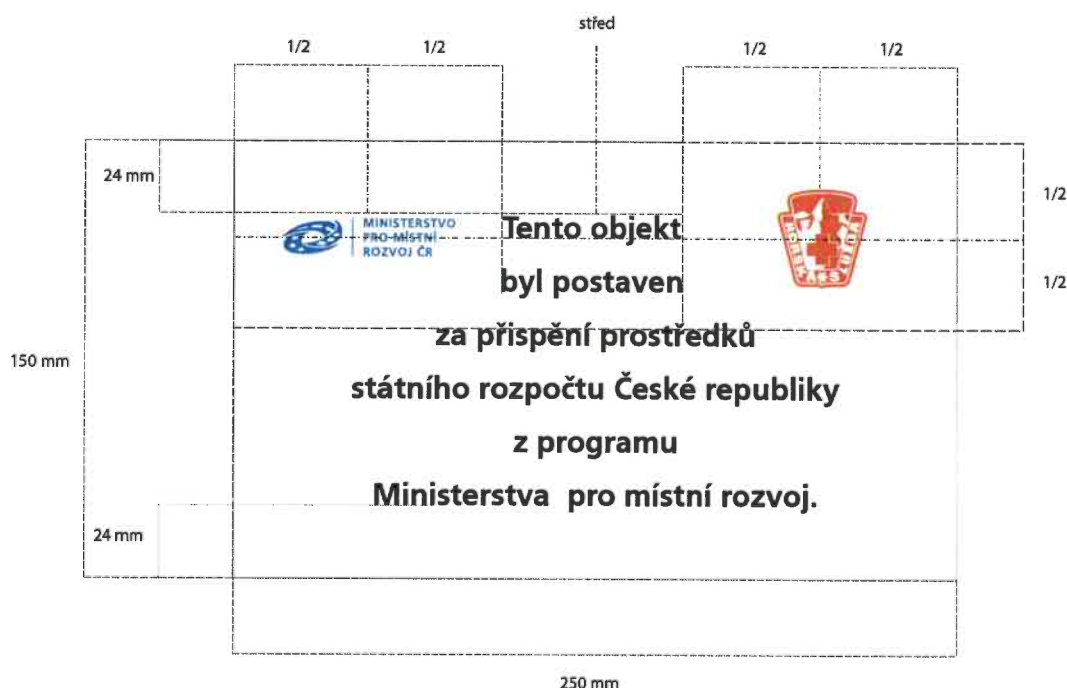 střed
1/2 1/2 1/2 1/2
24 mm
1/2
MINISTERSTVO
PRO MÍSTNÍ
ROZVOJ ČR
HORSKÁ SLUŽBA
Tento objekt
byl postaven
1/2
za přispění prostředků
150 mm
státního rozpočtu České republiky
z programu
Ministerstva pro místní rozvoj.
24 mm
250 mm